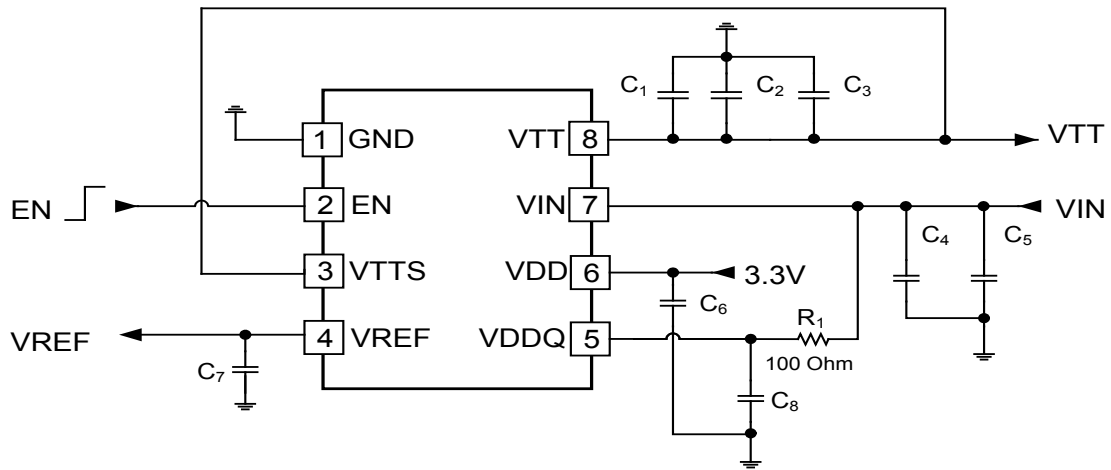 C1
C2
C3
1 GND
VTT 8
VTT
EN
2 EN
VIN 7
VIN
C4
C5
3 VTTS
VDD 6
3.3V
C6
R1
VREF
4 VREF
VDDQ 5
100 Ohm
C7
C8